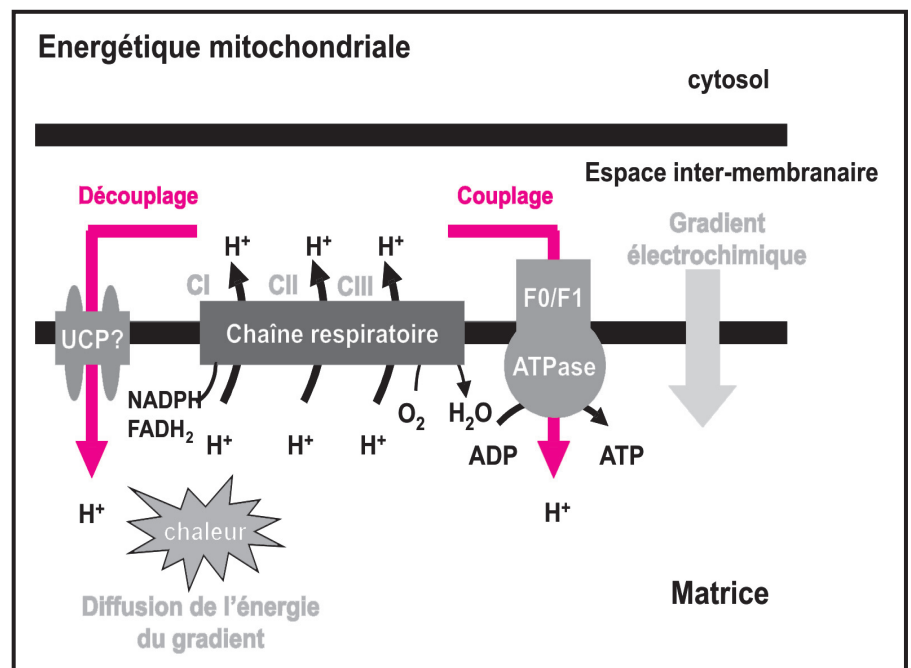 Energétique mitochondriale
cytosol
Espace inter-membranaire
Découplage
Couplage
Gradient
électrochimique
H⁺
H⁺
H⁺
CI
CII
CIII
F0/F1
UCP?
Chaîne respiratoire
ATPase
NADPH
FADH₂
O₂
H₂O
H⁺
H⁺
H⁺
ADP
ATP
H⁺
H⁺
chaleur
Diffusion de l'énergie
du gradient
Matrice